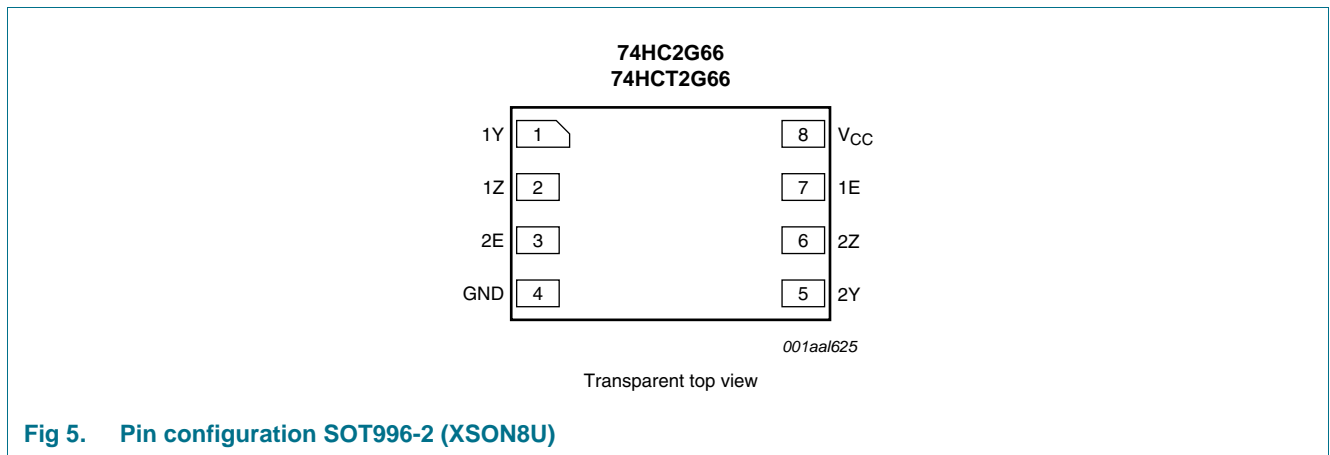 74HC2G66
74HCT2G66
1Y 1 8 VCC
1Z 2 7 1E
2E 3 6 2Z
GND 4 5 2Y
001aal625
Transparent top view
Fig 5. Pin configuration SOT996-2 (XSON8U)